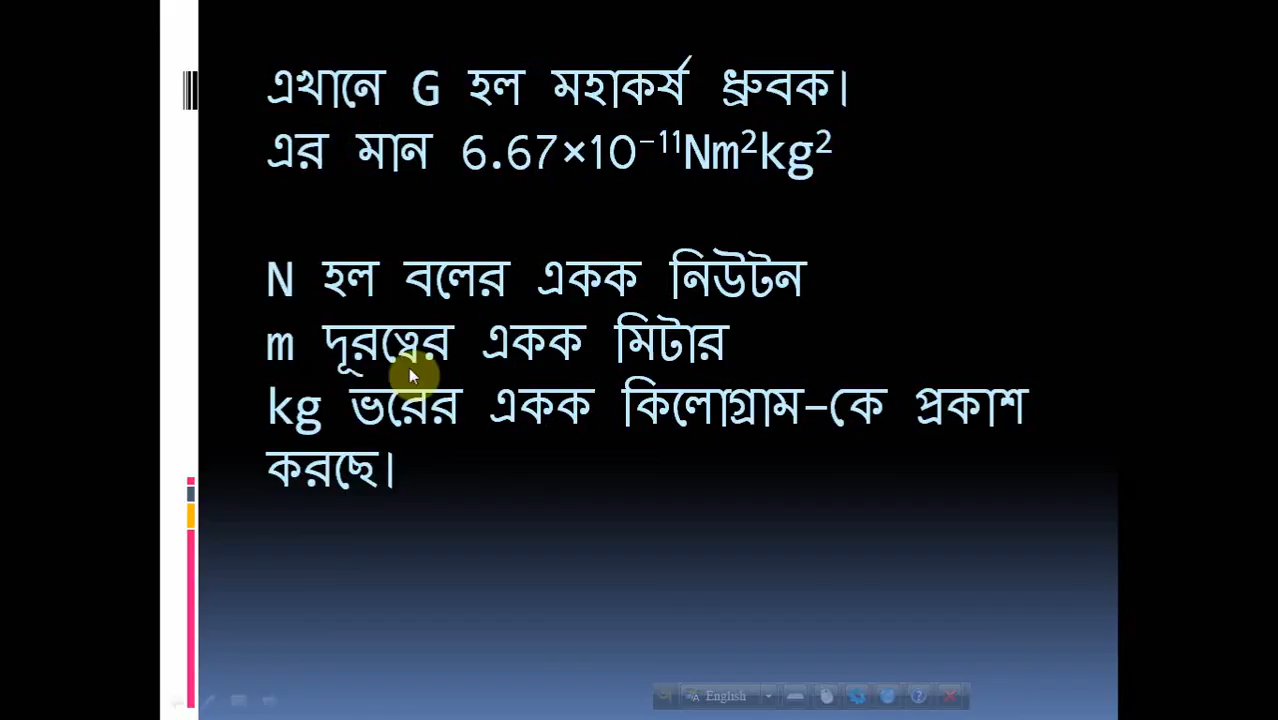 এখানে G হল মহাকর্ষ ধ্রুবক।
এর মান 6.67×10⁻¹¹Nm²kg²
N হল বলের একক নিউটন
m দূরত্বের একক মিটার
kg ভরের একক কিলোগ্রাম–কে প্রকাশ
করছে।
English